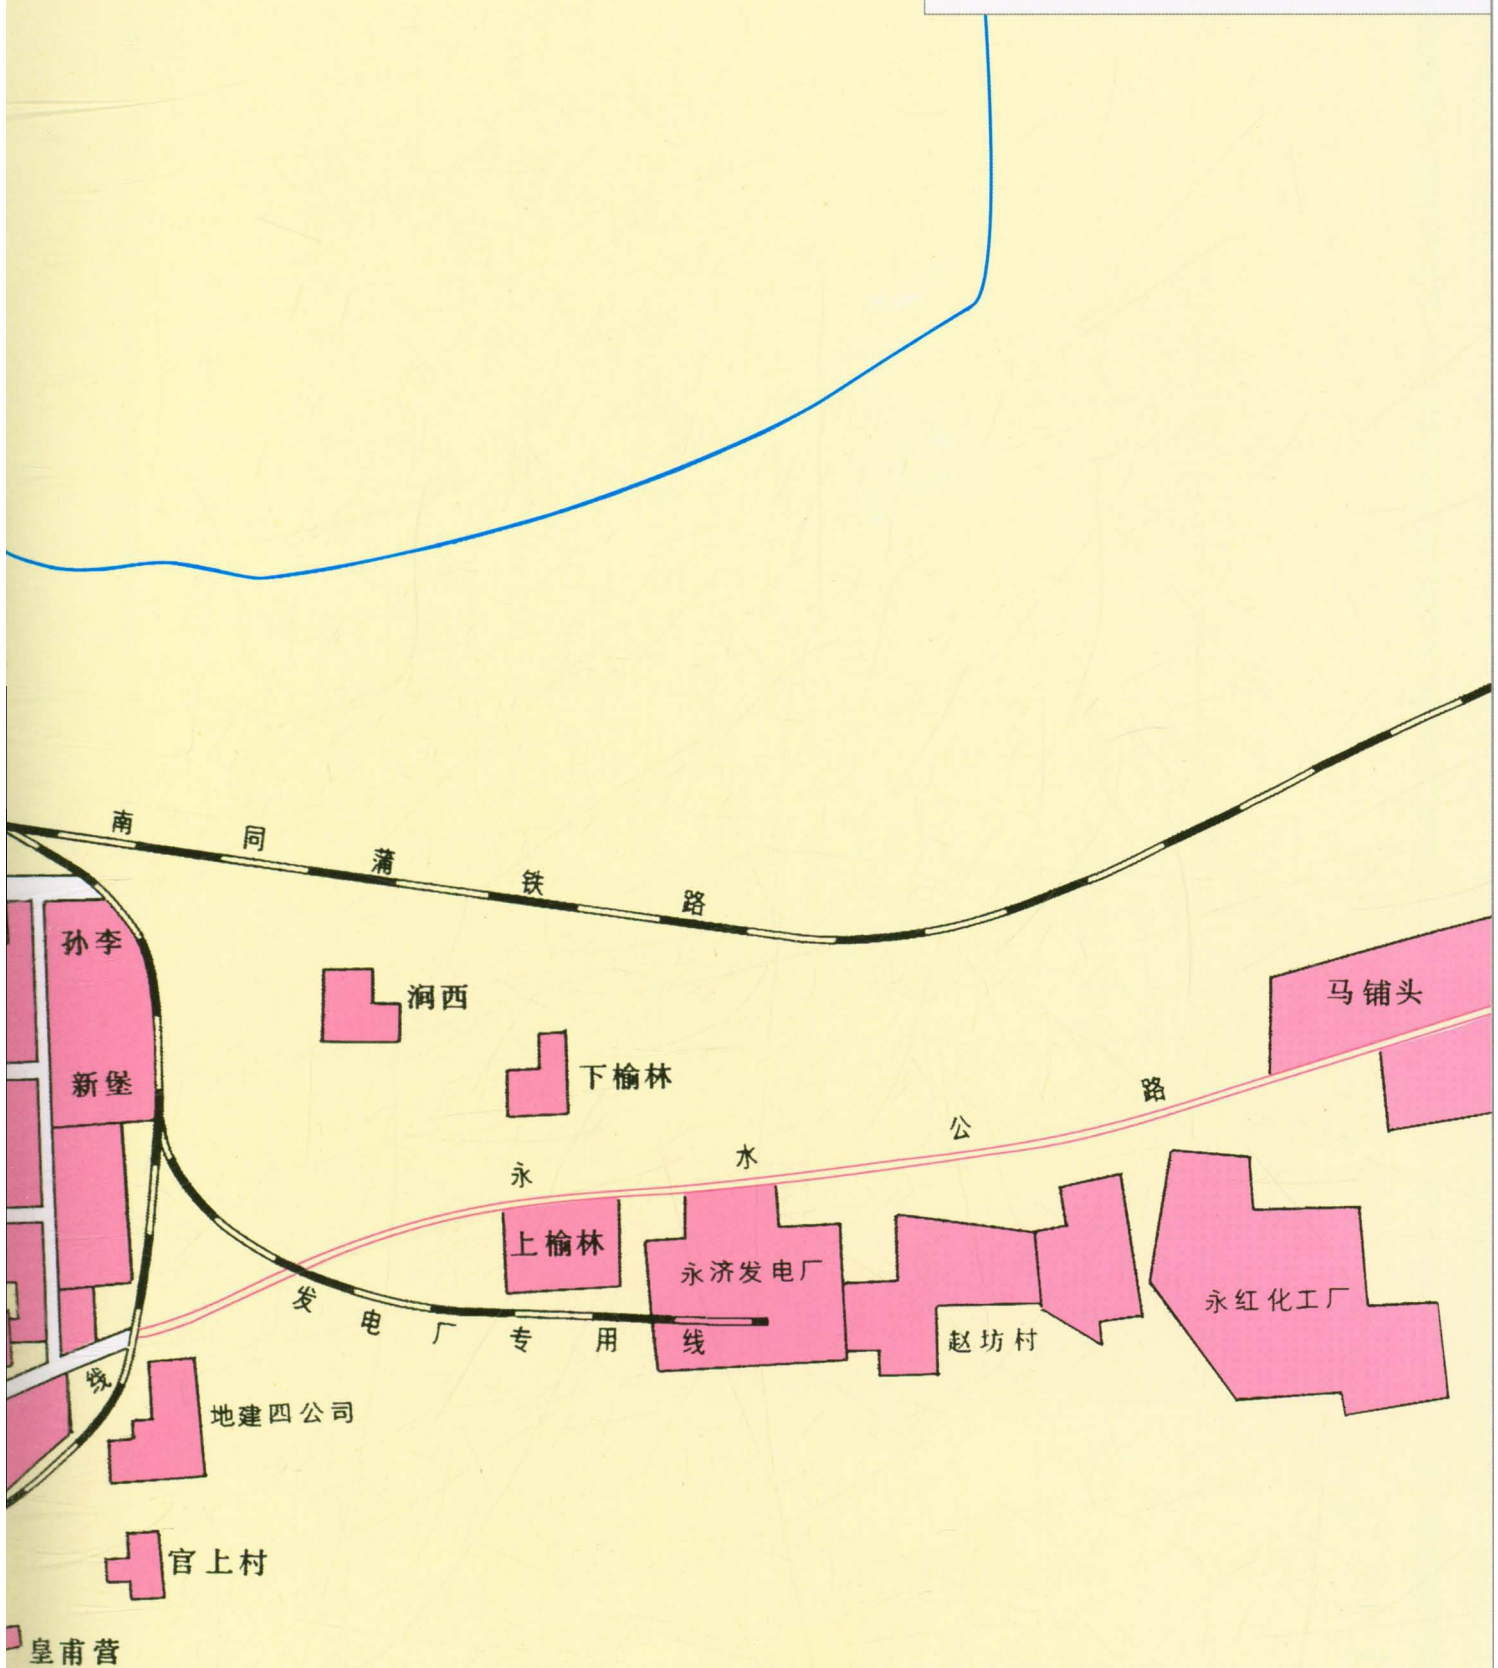 南同蒲铁路
孙李
涧西
马铺头
下榆林
新堡
永水公路
上榆林
永济发电厂
永红化工厂
发电厂专用线
赵坊村
线
地建四公司
官上村
皇甫营